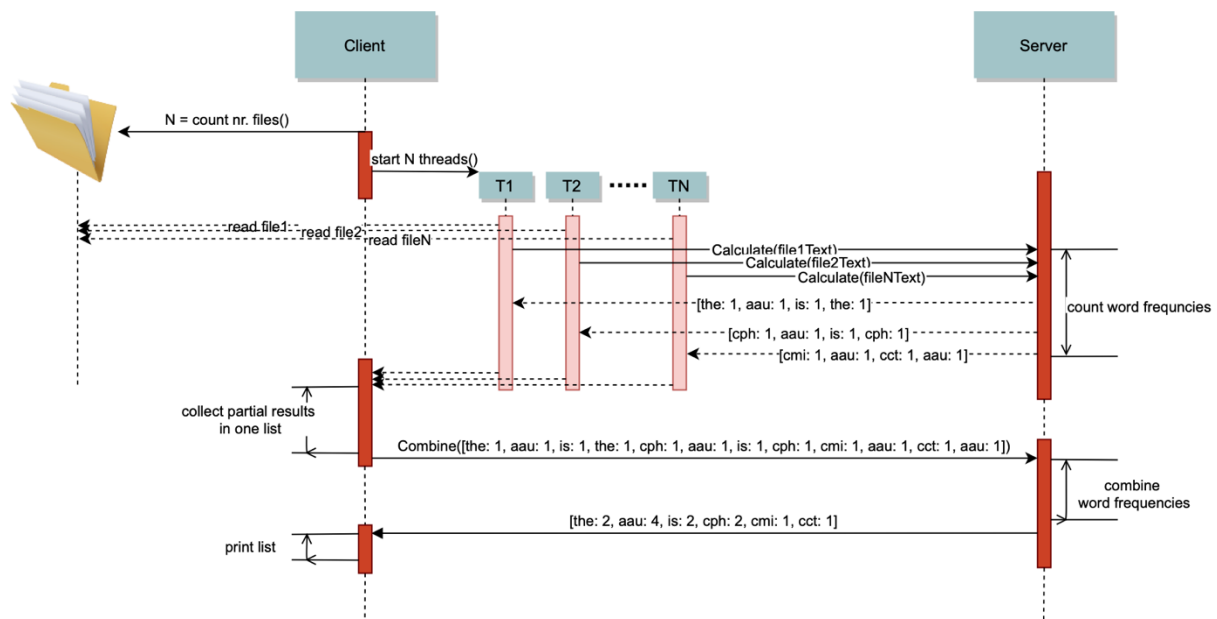 Client
Server
N = count nr. files()
start N threads()
T1
T2
.....
TN
read file1
read file2
read fileN
Calculate(file1Text)
Calculate(file2Text)
Calculate(fileNText)
[the: 1, aau: 1, is: 1, the: 1]
count word frequncies
[cph: 1, aau: 1, is: 1, cph: 1]
[cmi: 1, aau: 1, cct: 1, aau: 1]
collect partial results
in one list
Combine([the: 1, aau: 1, is: 1, the: 1, cph: 1, aau: 1, is: 1, cph: 1, cmi: 1, aau: 1, cct: 1, aau: 1])
combine
word frequencies
[the: 2, aau: 4, is: 2, cph: 2, cmi: 1, cct: 1]
print list